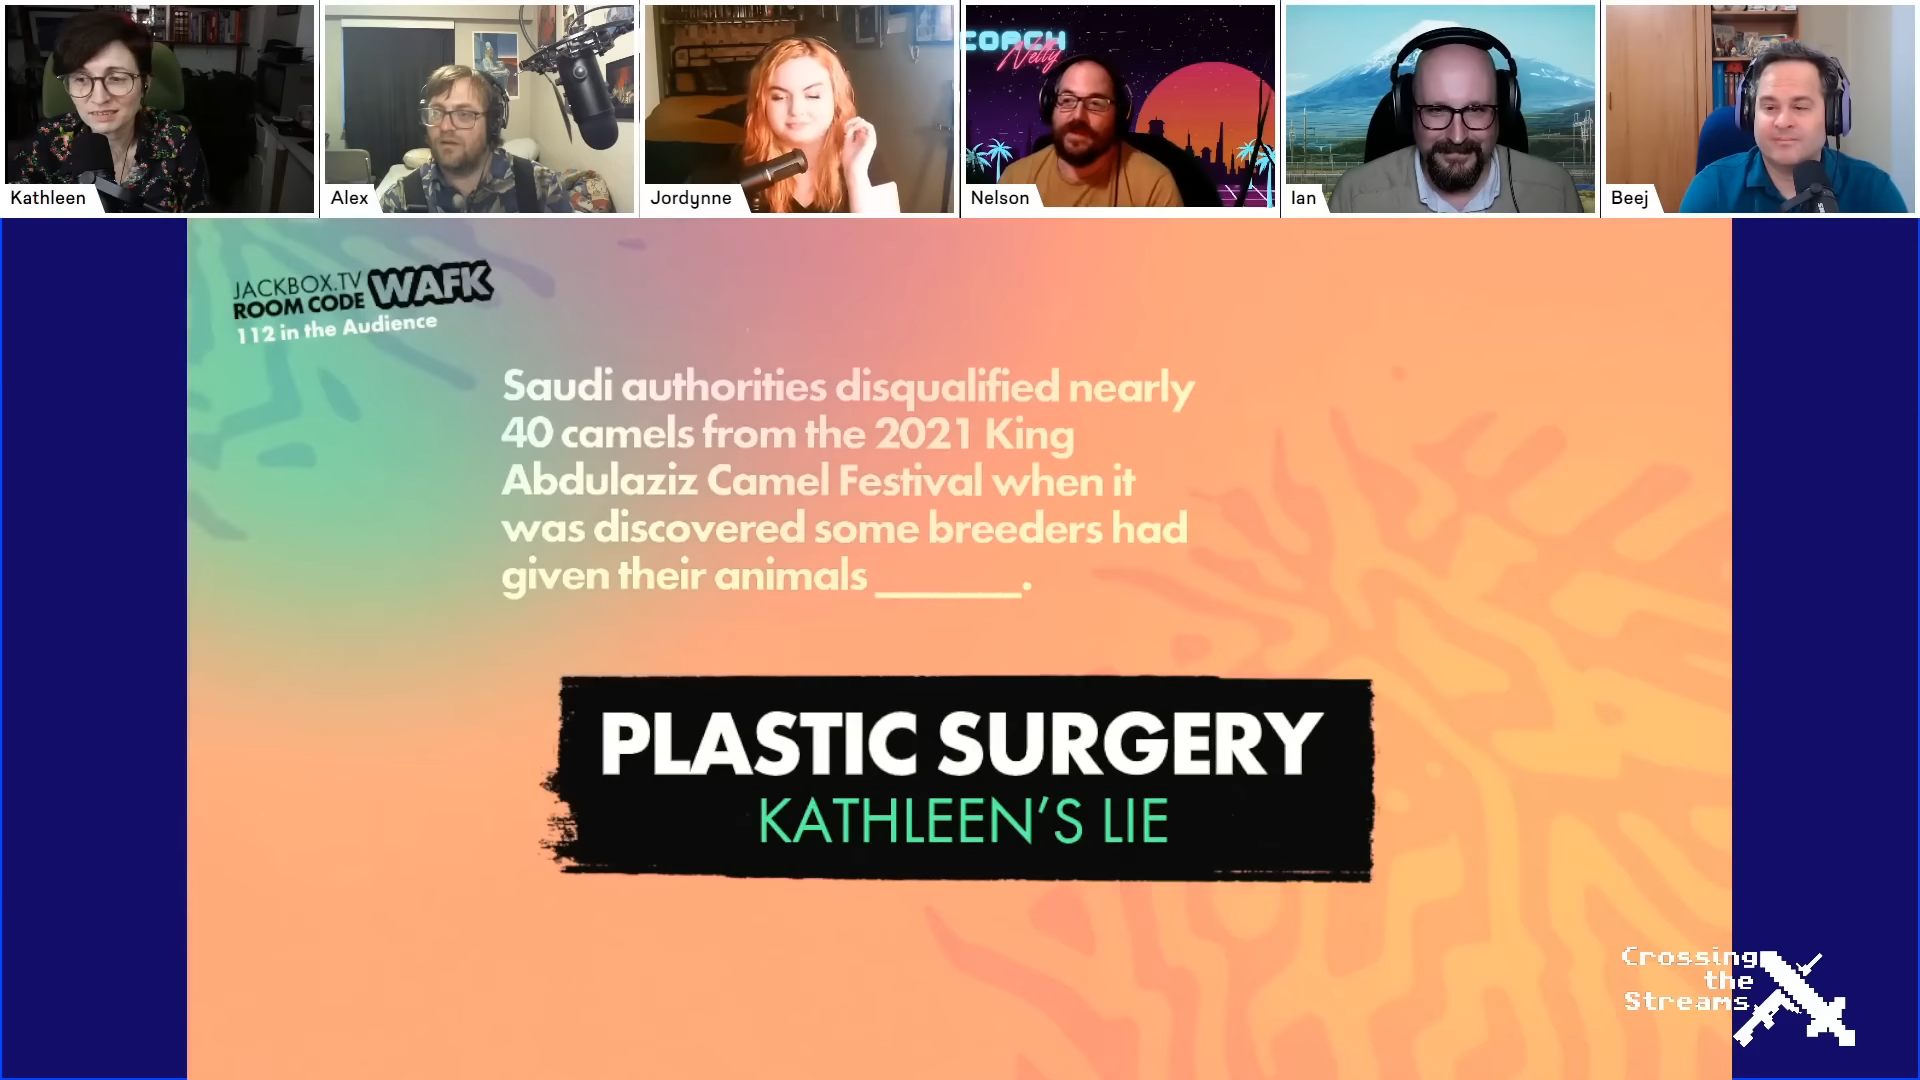 COACH
Nelly
Kathleen
Alex
Jordynne
Nelson
Ian
Beej
JACKBOX.TV
ROOM CODE WAFK
112 in the Audience
Saudi authorities disqualified nearly
40 camels from the 2021 King
Abdulaziz Camel Festival when it
was discovered some breeders had
given their animals _______.
PLASTIC SURGERY
KATHLEEN'S LIE
Crossing
the
Streams